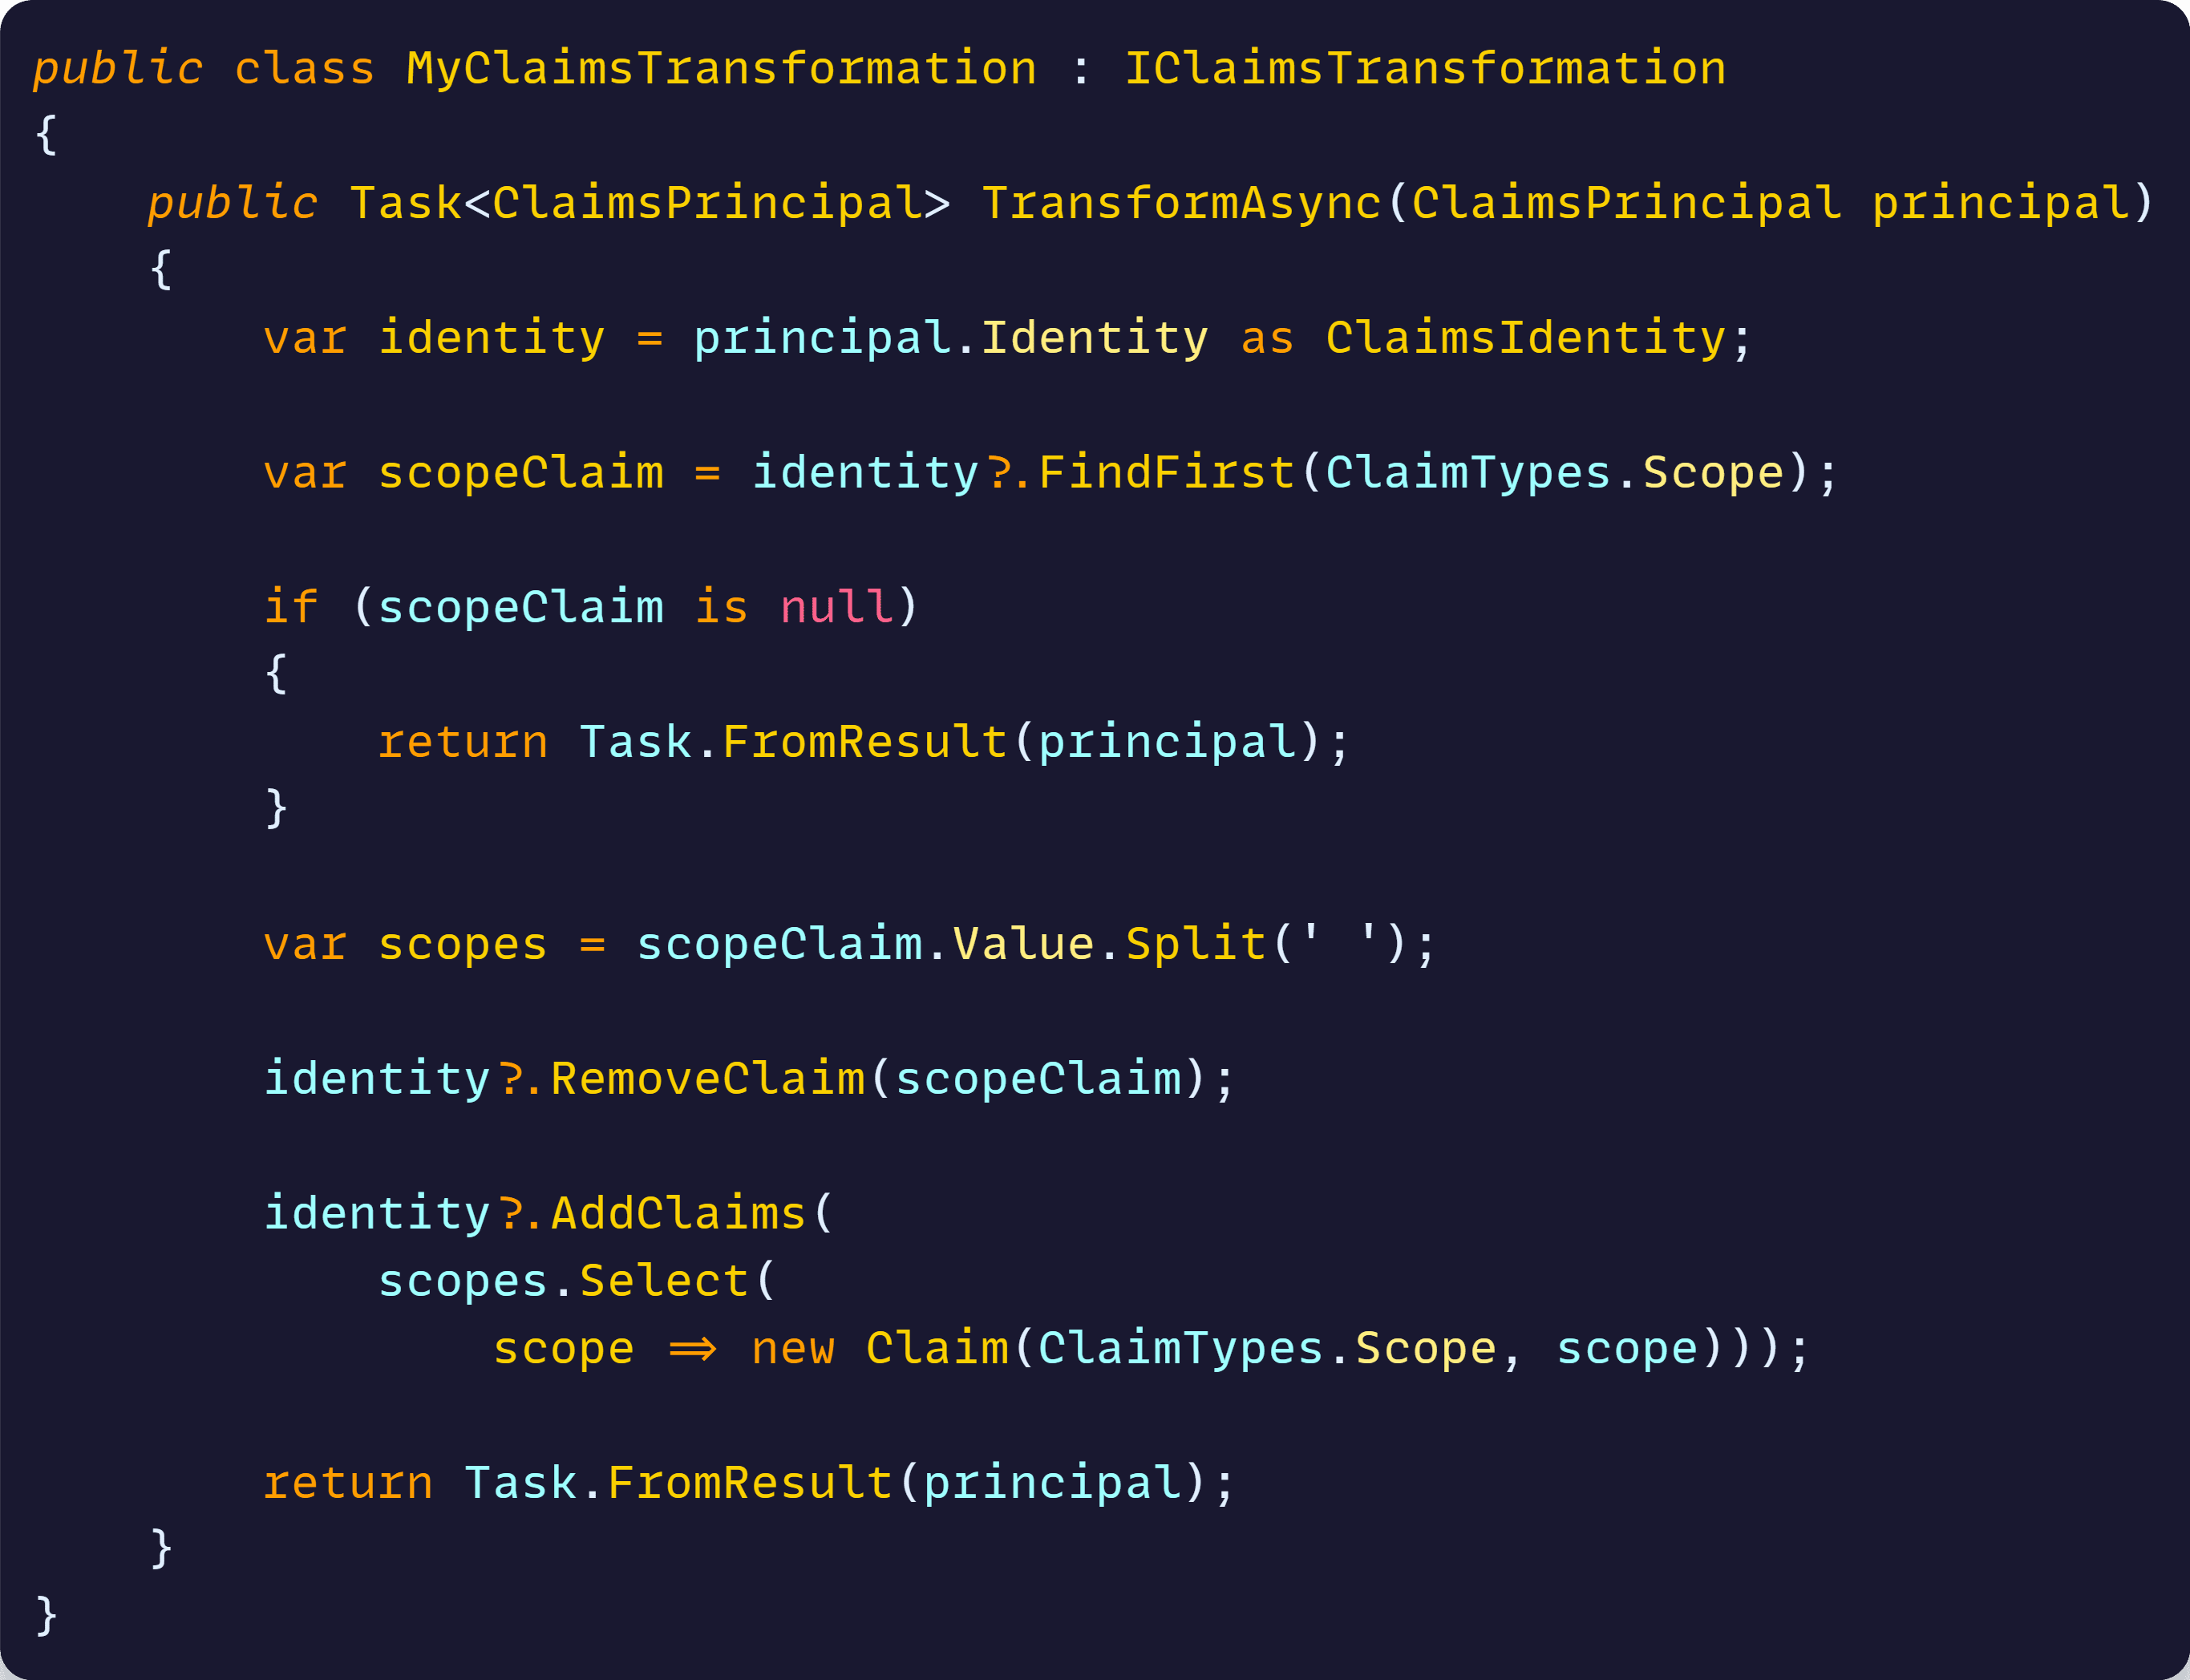 public class MyClaimsTransformation : IClaimsTransformation
{
    public Task<ClaimsPrincipal> TransformAsync(ClaimsPrincipal principal)
    {
        var identity = principal.Identity as ClaimsIdentity;

        var scopeClaim = identity?.FindFirst(ClaimTypes.Scope);

        if (scopeClaim is null)
        {
            return Task.FromResult(principal);
        }

        var scopes = scopeClaim.Value.Split(' ');

        identity?.RemoveClaim(scopeClaim);

        identity?.AddClaims(
            scopes.Select(
                scope => new Claim(ClaimTypes.Scope, scope)));

        return Task.FromResult(principal);
    }
}